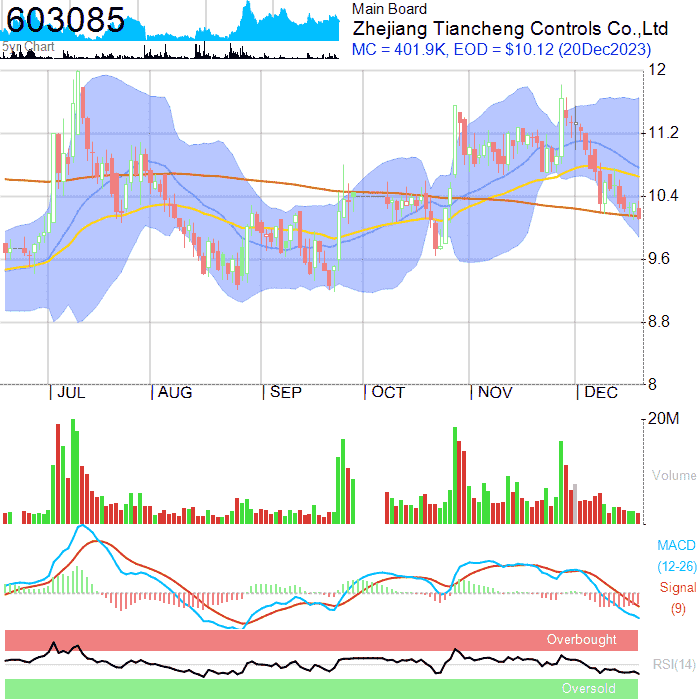 603085
Main Board
Zhejiang Tiancheng Controls Co.,Ltd
MC = 401.9K, EOD = $10.12 (20Dec2023)
5yr Chart
12
11.2
10.4
9.6
8.8
8
JUL AUG SEP OCT NOV DEC
20M
Volume
MACD
(12-26)
Signal
(9)
Overbought
RSI(14)
Oversold